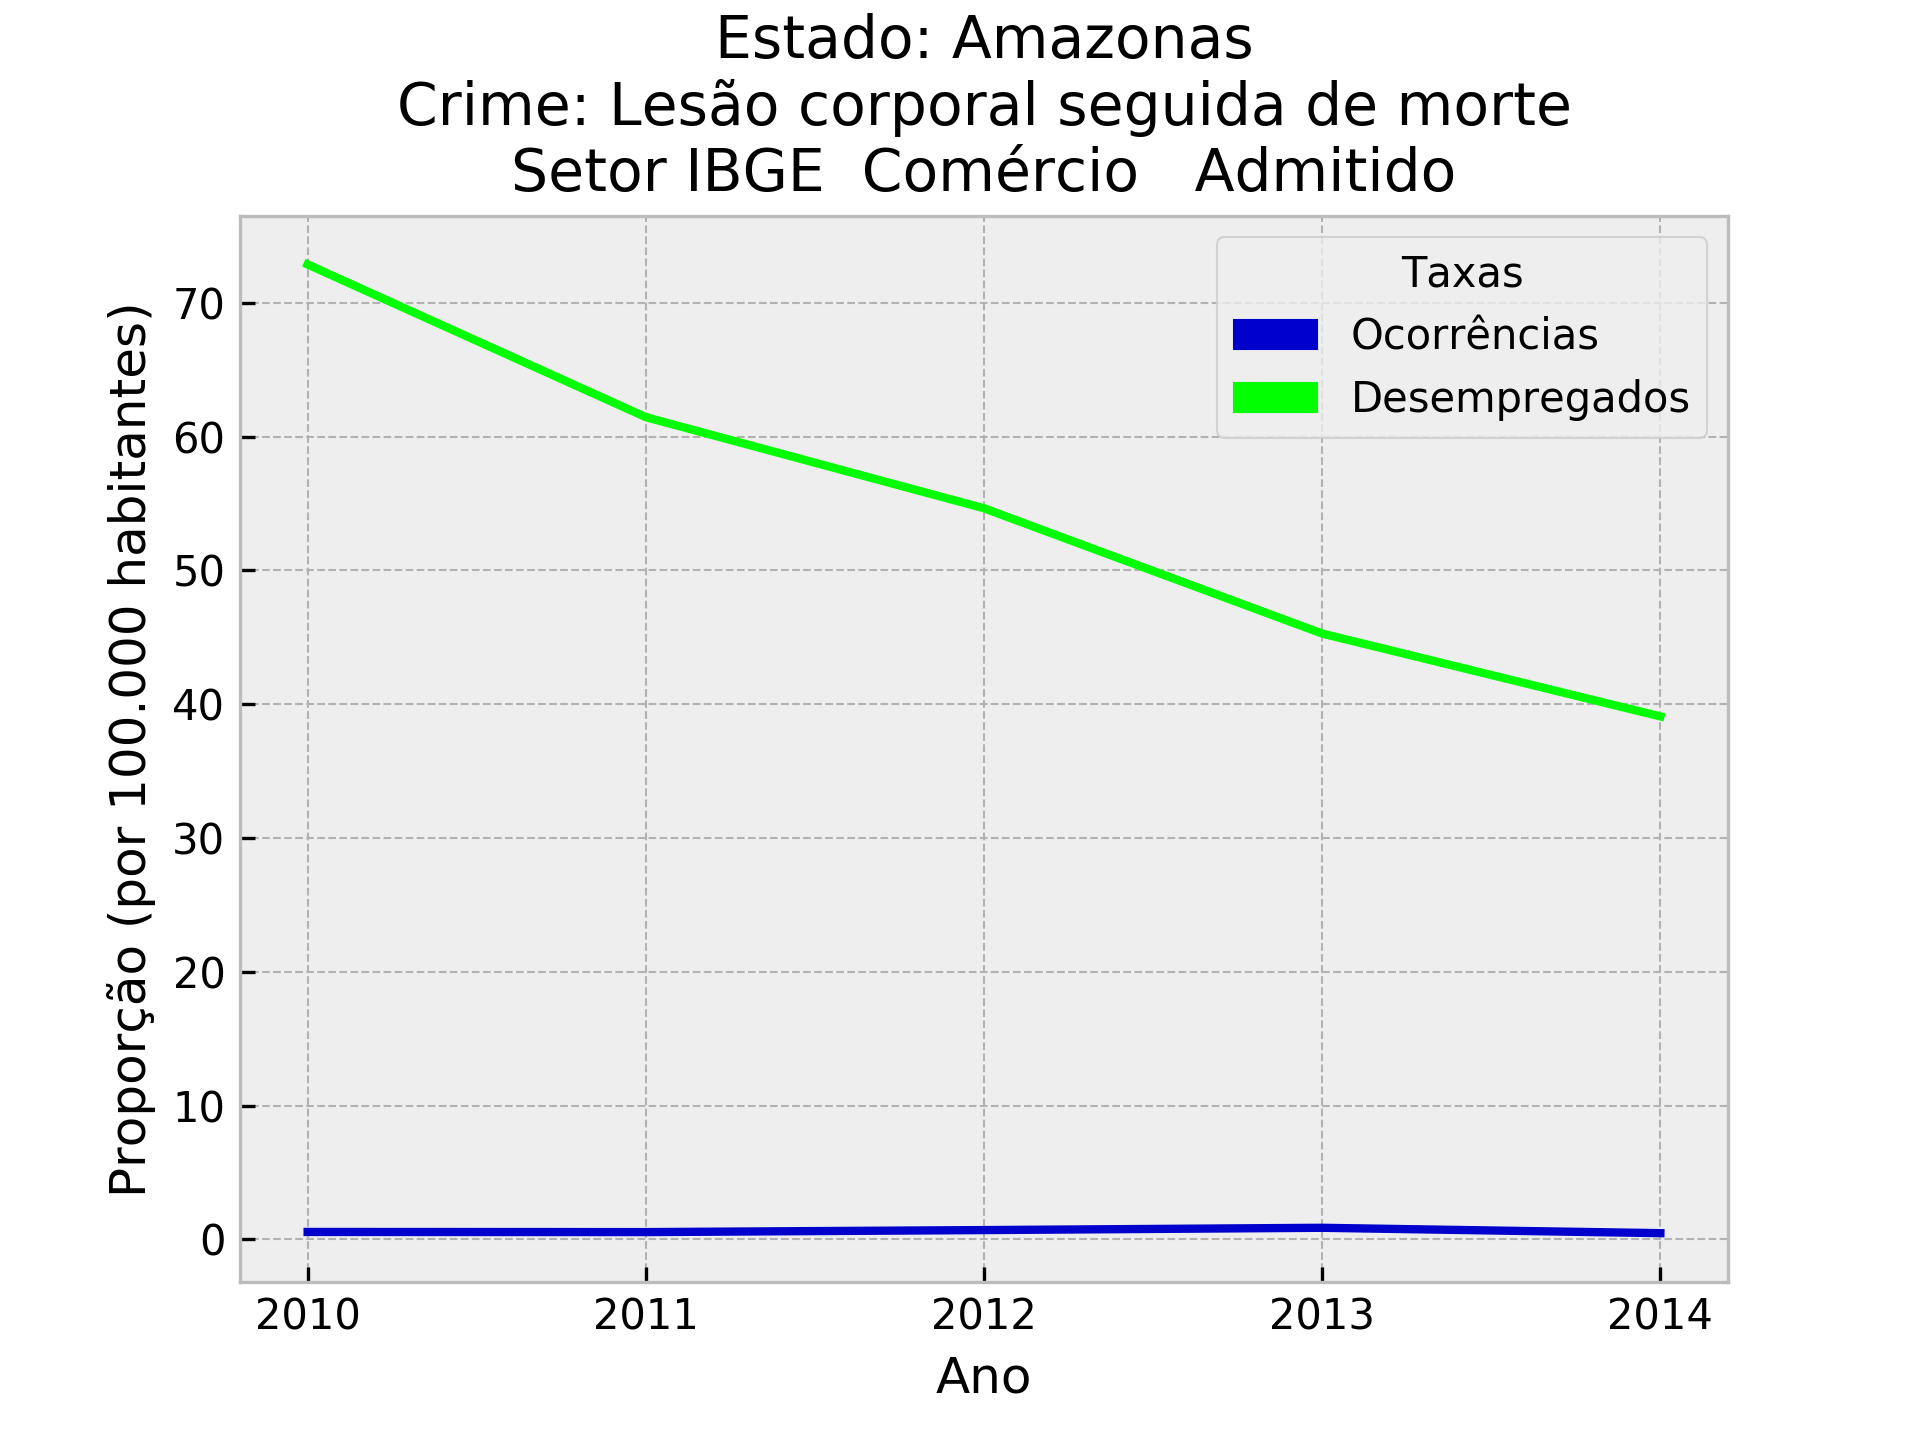 Estado: Amazonas
Crime: Lesão corporal seguida de morte
Setor IBGE  Comércio   Admitido
Proporção (por 100.000 habitantes)
70
60
50
40
30
20
10
0
Taxas
Ocorrências
Desempregados
2010 2011 2012 2013 2014
Ano